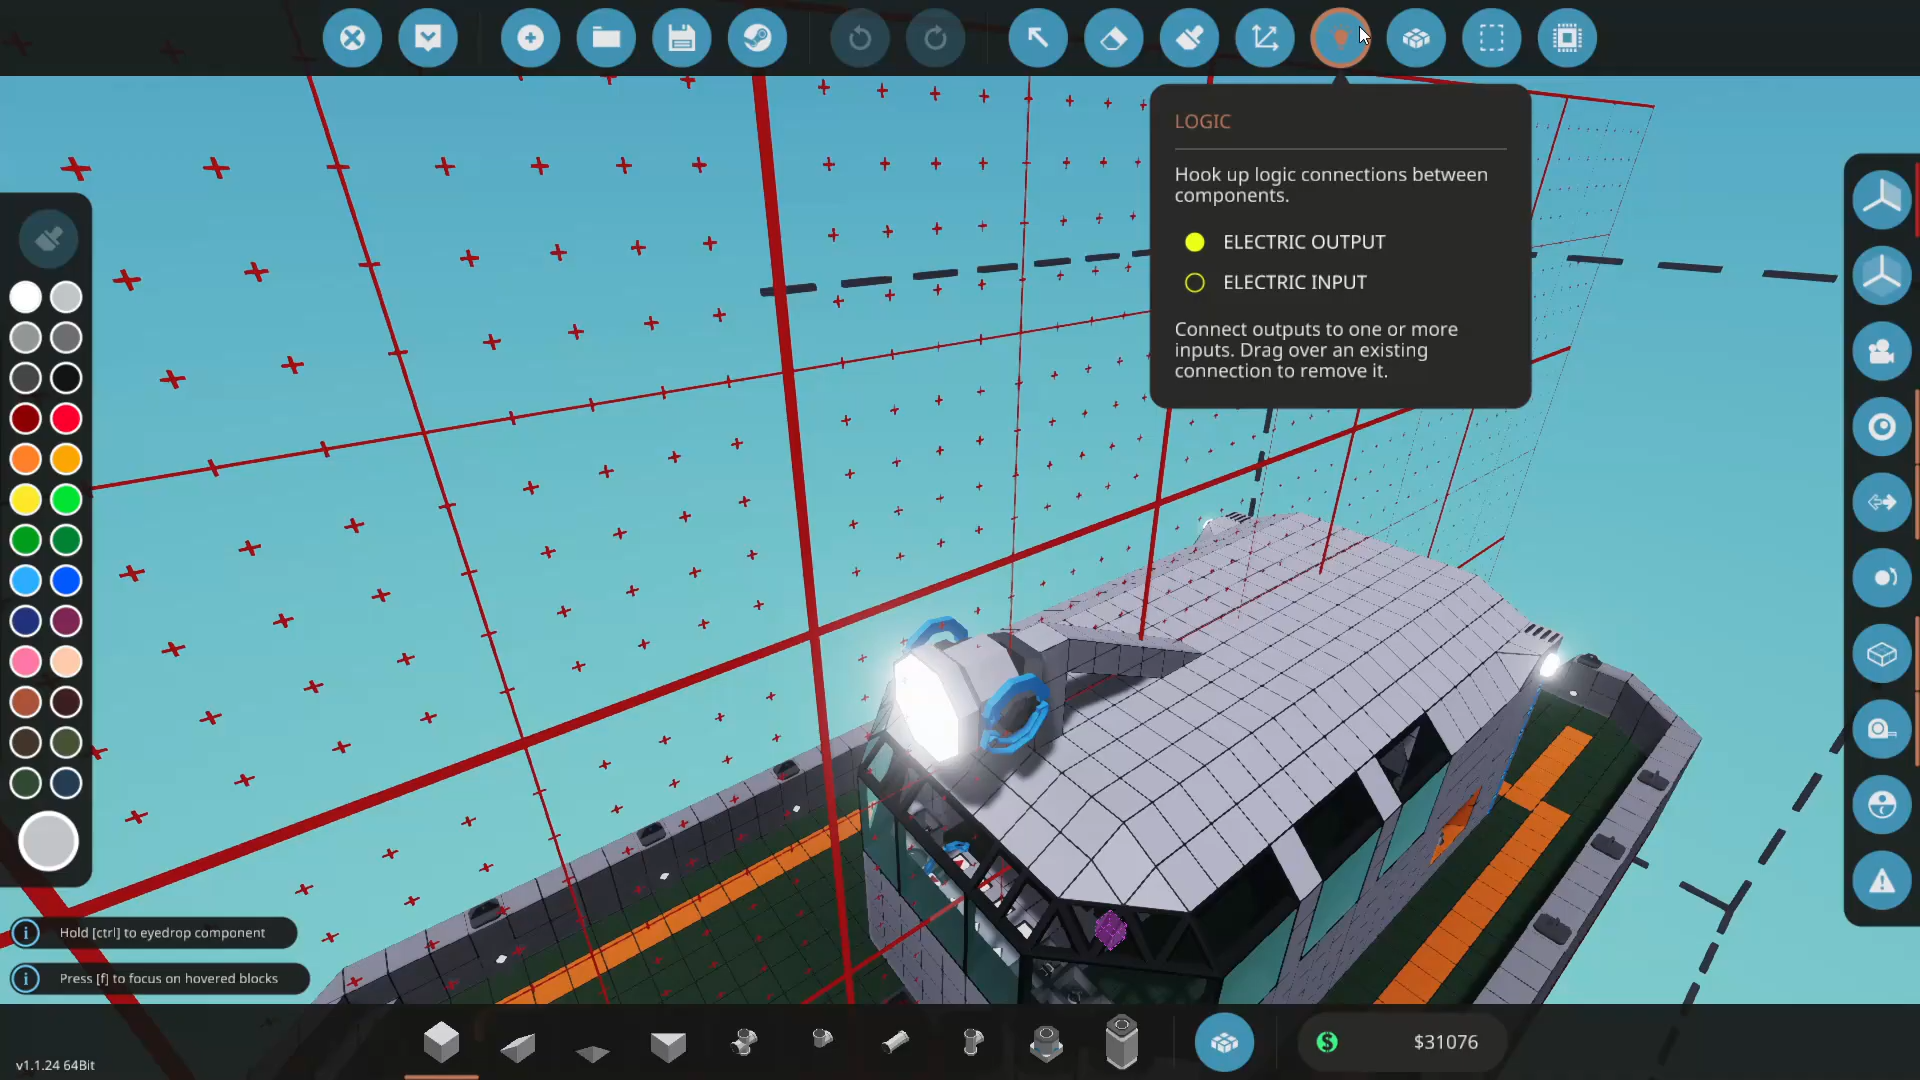 LOGIC
Hook up logic connections between
components.
ELECTRIC OUTPUT
ELECTRIC INPUT
Connect outputs to one or more
inputs. Drag over an existing
connection to remove it.
Hold [ctrl] to eyedrop component
Press [f] to focus on hovered blocks
$31076
v1.1.24 64Bit